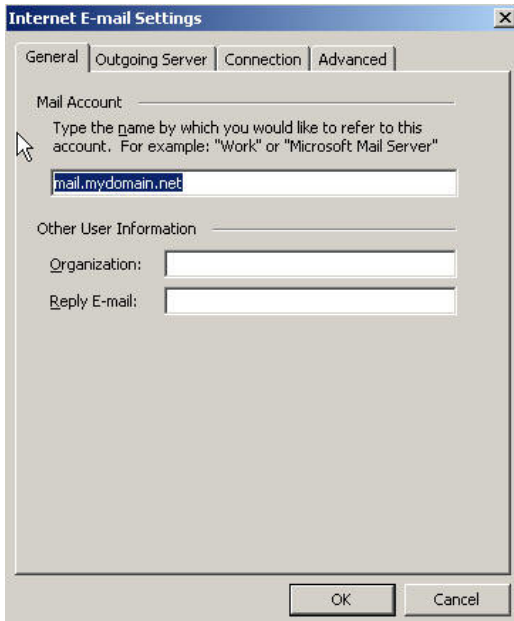 Internet E-mail Settings
General Outgoing Server Connection Advanced
Mail Account
Type the name by which you would like to refer to this
account. For example: "Work" or "Microsoft Mail Server"
mail.mydomain.net
Other User Information
Organization:
Reply E-mail:
OK Cancel